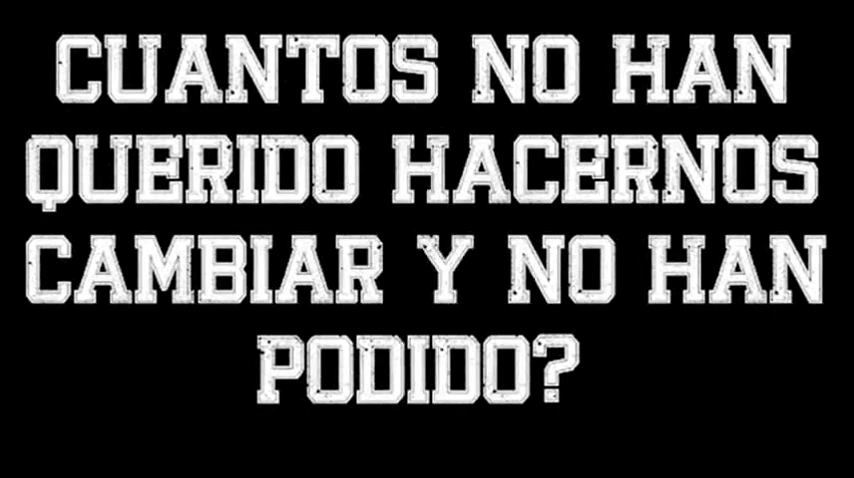 CUANTOS NO HAN
QUERIDO HACERNOS
CAMBIAR Y NO HAN
PODIDO?